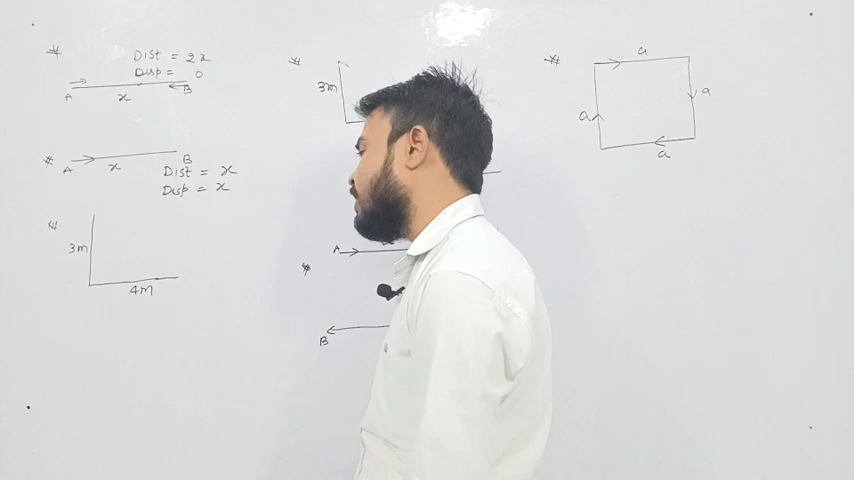 Dist = 2x
Disp = 0
A x B
A x B
Dist = x
Disp = x
3m
4m
3m
A
B
a
a
a
a